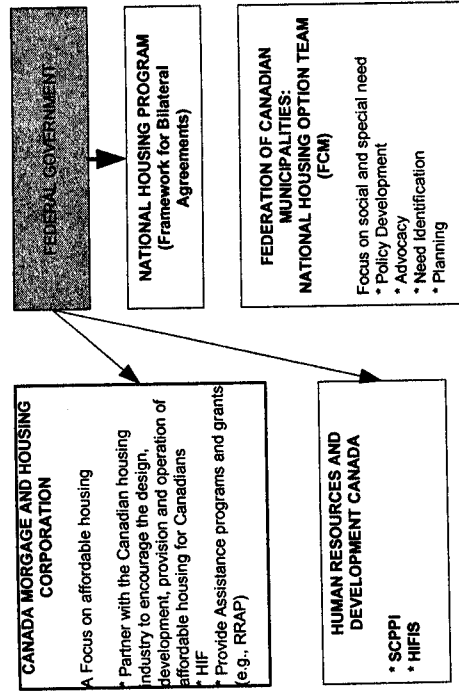 FEDERAL GOVERNMENT
CANADA MORGAGE AND HOUSING
CORPORATION
A Focus on affordable housing
* Partner with the Canadian housing
industry to encourage the design,
development, provision and operation of
affordable housing for Canadians
* HIF
* Provide Assistance programs and grants
(e.g., RRAP)
NATIONAL HOUSING PROGRAM
(Framework for Bilateral
Agreements)
HUMAN RESOURCES AND
DEVELOPMENT CANADA
* SCPPI
* HIFIS
FEDERATION OF CANADIAN
MUNICIPALITIES:
NATIONAL HOUSING OPTION TEAM
(FCM)
Focus on social and special need
* Policy Development
* Advocacy
* Need Identification
* Planning